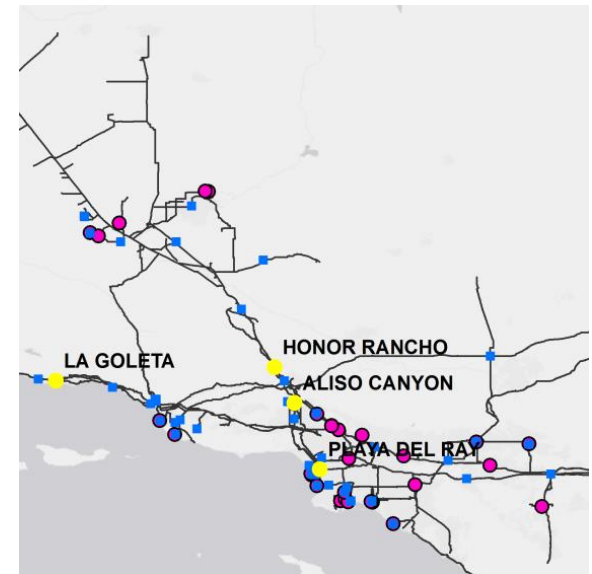 HONOR RANCHO
LA GOLETA
ALISO CANYON
PLAYA DEL RAY